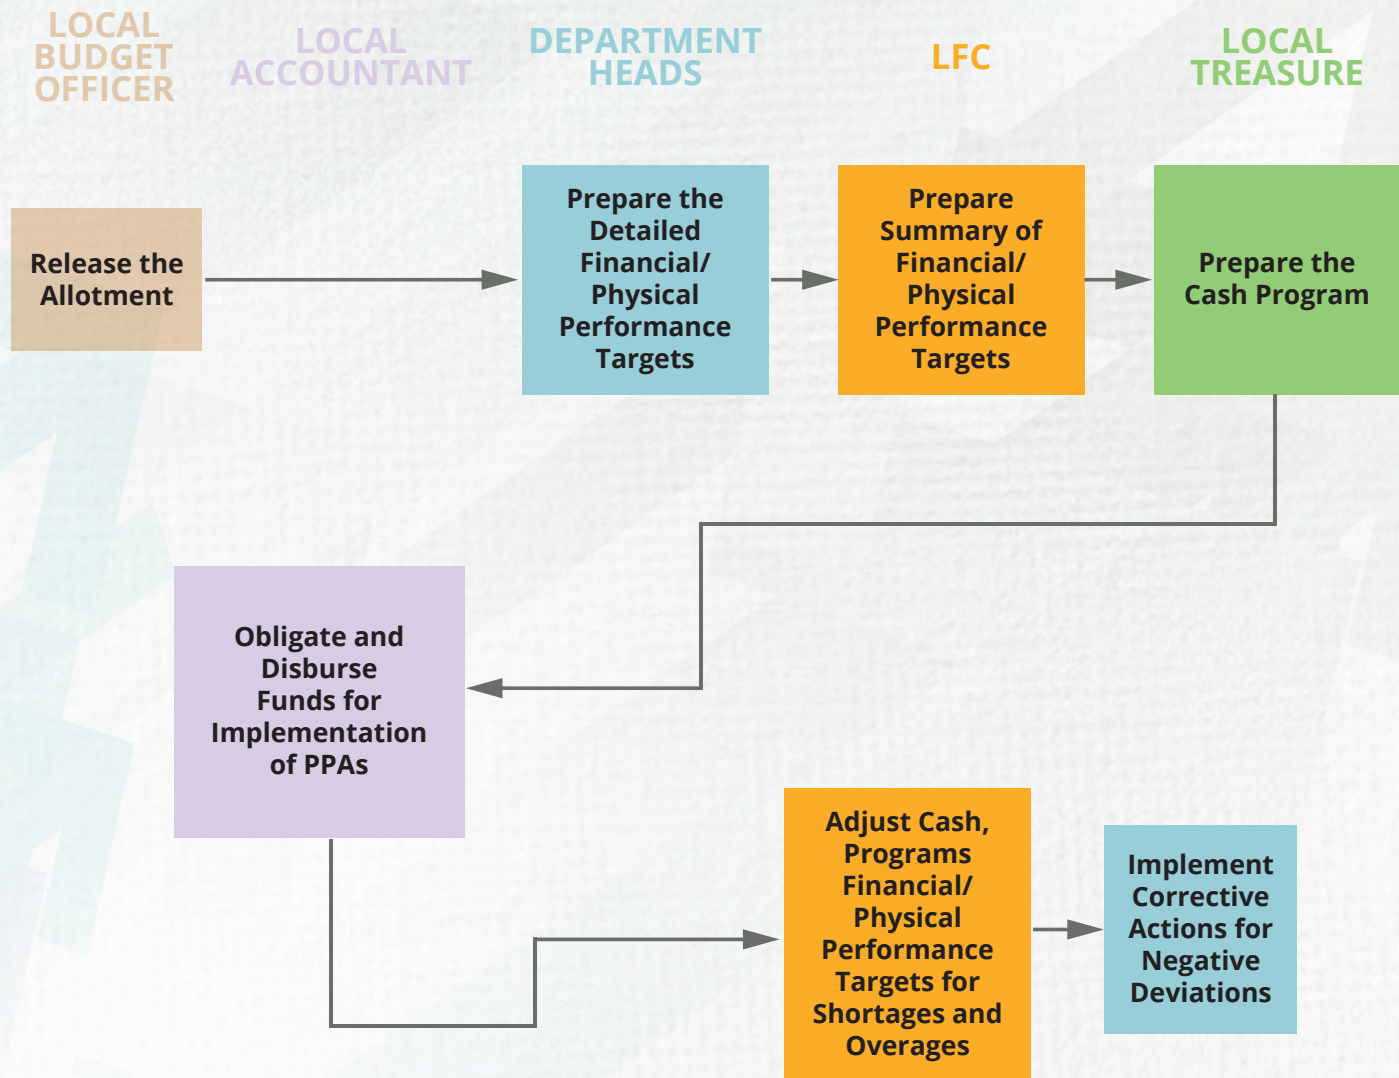 LOCAL
BUDGET
OFFICER
LOCAL
ACCOUNTANT
DEPARTMENT
HEADS
LFC
LOCAL
TREASURE
Release the
Allotment
Prepare the
Detailed
Financial/
Physical
Performance
Targets
Prepare
Summary of
Financial/
Physical
Performance
Targets
Prepare the
Cash Program
Obligate and
Disburse
Funds for
Implementation
of PPAs
Adjust Cash,
Programs
Financial/
Physical
Performance
Targets for
Shortages and
Overages
Implement
Corrective
Actions for
Negative
Deviations